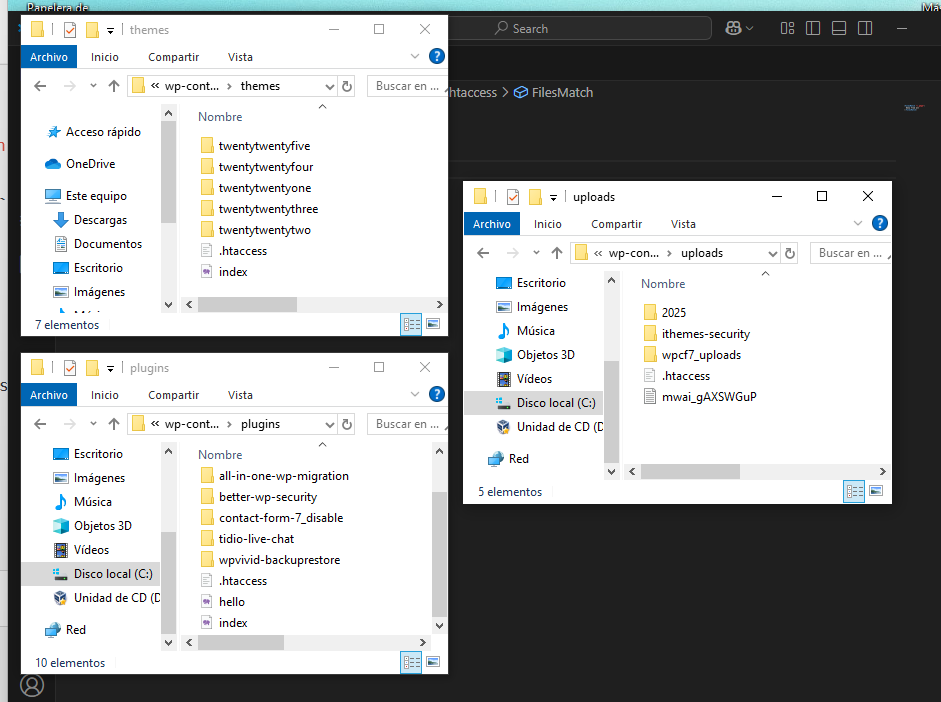 Panelera de
themes
Archivo Inicio Compartir Vista
« wp-cont... > themes
Buscar en ...
Nombre
Acceso rápido
OneDrive
Este equipo
Descargas
Documentos
Escritorio
Imágenes
twentytwentyfive
twentytwentyfour
twentytwentyone
twentytwentythree
twentytwentytwo
.htaccess
index
7 elementos
Search
htaccess > FilesMatch
plugins
Archivo Inicio Compartir Vista
« wp-cont... > plugins
Buscar en ...
Nombre
Escritorio
Imágenes
Música
Objetos 3D
Vídeos
Disco local (C:)
Unidad de CD (D
Red
all-in-one-wp-migration
better-wp-security
contact-form-7_disable
tidio-live-chat
wpvivid-backuprestore
.htaccess
hello
index
10 elementos
uploads
Archivo Inicio Compartir Vista
« wp-con... > uploads
Buscar en ...
Nombre
Escritorio
Imágenes
Música
Objetos 3D
Vídeos
Disco local (C:)
Unidad de CD (D
Red
2025
ithemes-security
wpcf7_uploads
.htaccess
mwai_gAXSWGuP
5 elementos